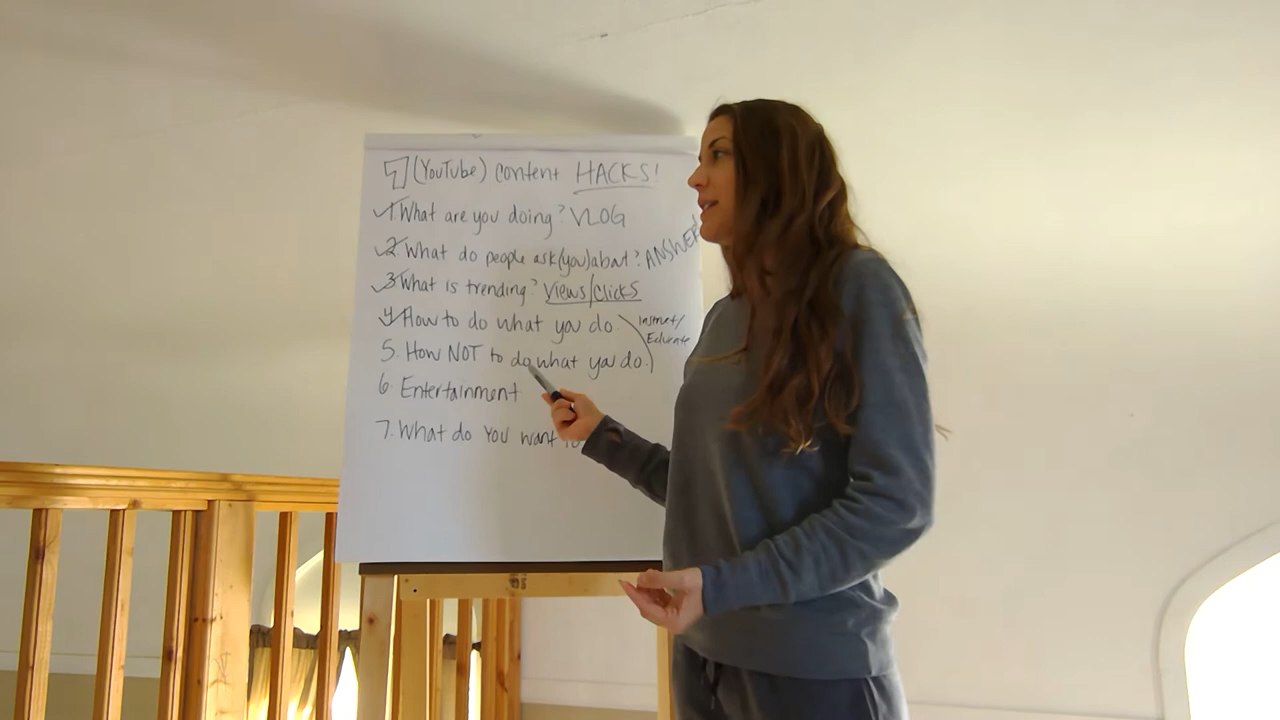 7 (YouTube) content HACKS!
✓1. What are you doing? VLOG
✓2. What do people ask (you) about? ANSWER
✓3. What is trending? Views/Clicks
✓4. How to do what you do.
Instruct/
Educate
5. How NOT to do what you do.
6 Entertainment
7. What do YOU want to